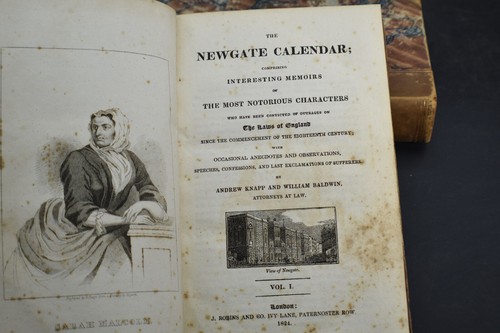 SARAH MALCOLM
THE
NEWGATE CALENDAR;
COMPRISING
INTERESTING MEMOIRS
OF
THE MOST NOTORIOUS CHARACTERS
WHO HAVE BEEN CONVICTED OF OUTRAGES ON
The Laws of England
SINCE THE COMMENCEMENT OF THE EIGHTEENTH CENTURY;
WITH
OCCASIONAL ANECDOTES AND OBSERVATIONS,
SPEECHES, CONFESSIONS, AND LAST EXCLAMATIONS OF SUFFERERS.
BY
ANDREW KNAPP AND WILLIAM BALDWIN,
ATTORNEYS AT LAW.
View of Newgate.
VOL. I.
London:
J. ROBINS AND CO. IVY-LANE, PATERNOSTER ROW.
1824.